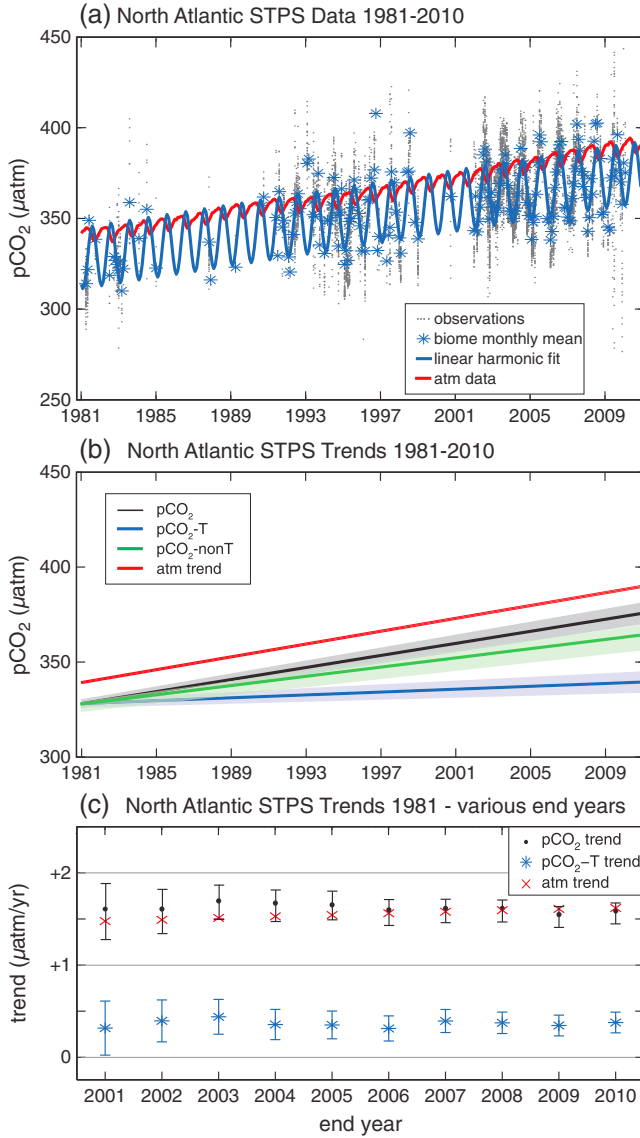 (a) North Atlantic STPS Data 1981-2010
450
400
350
300
250
pCO₂ (μatm)
observations
biome monthly mean
linear harmonic fit
atm data
1981 1985 1989 1993 1997 2001 2005 2009
(b) North Atlantic STPS Trends 1981-2010
450
400
350
300
pCO₂ (μatm)
pCO₂
pCO₂-T
pCO₂-nonT
atm trend
1981 1985 1989 1993 1997 2001 2005 2009
(c) North Atlantic STPS Trends 1981 - various end years
+2
+1
0
trend (μatm/yr)
pCO₂ trend
pCO₂–T trend
atm trend
2001 2002 2003 2004 2005 2006 2007 2008 2009 2010
end year